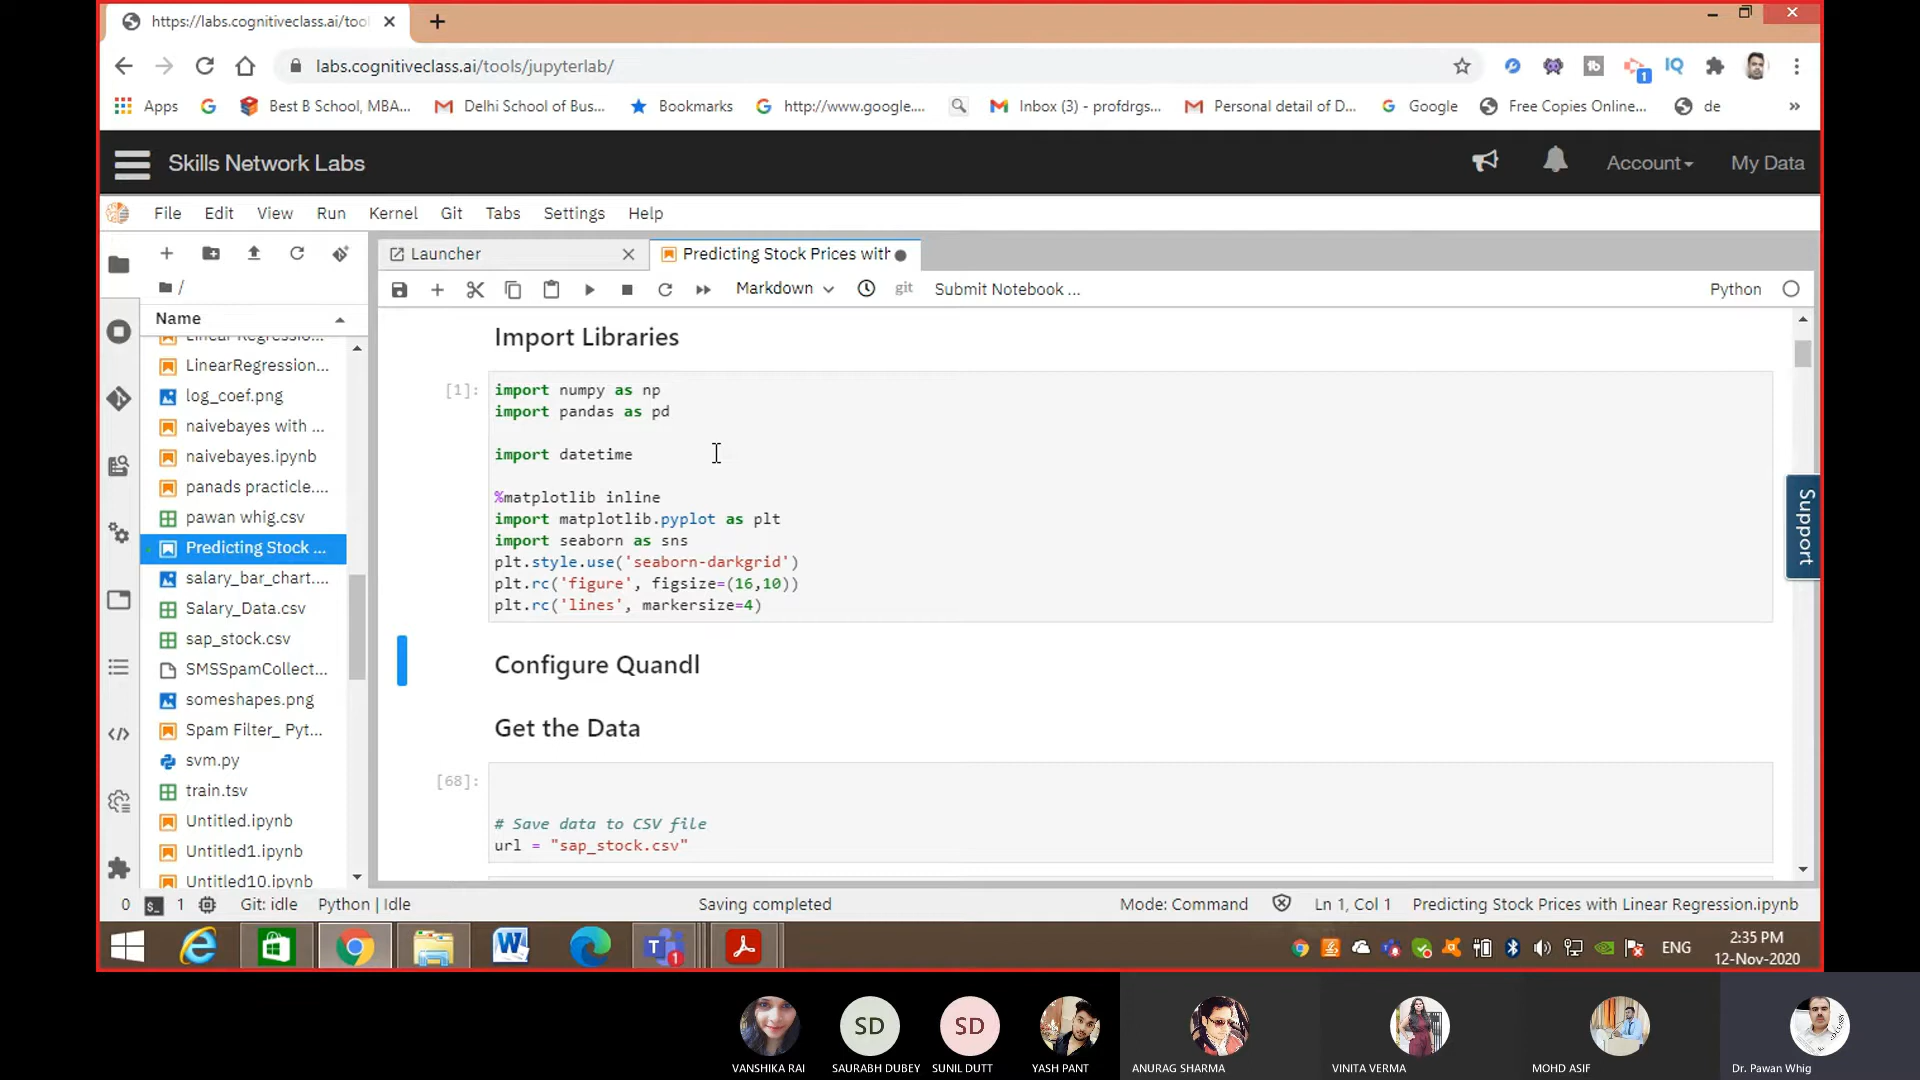 https://labs.cognitiveclass.ai/too
labs.cognitiveclass.ai/tools/jupyterlab/
tb
1
IQ
Apps
Best B School, MBA...
Delhi School of Bus...
Bookmarks
http://www.google....
Inbox (3) - profdrgs...
Personal detail of D...
Google
Free Copies Online...
de
»
Skills Network Labs
Account
My Data
File
Edit
View
Run
Kernel
Git
Tabs
Settings
Help
Launcher
Predicting Stock Prices with
/
Markdown
git
Submit Notebook ...
Python
Name
LinearRegression...
log_coef.png
naivebayes with ...
naivebayes.ipynb
panads practicle....
pawan whig.csv
Predicting Stock ...
salary_bar_chart....
Salary_Data.csv
sap_stock.csv
SMSSpamCollect...
someshapes.png
Spam Filter_ Pyt...
svm.py
train.tsv
Untitled.ipynb
Untitled1.ipynb
Untitled10.ipynb
Import Libraries
[1]:
import numpy as np
import pandas as pd
import datetime
%matplotlib inline
import matplotlib.pyplot as plt
import seaborn as sns
plt.style.use('seaborn-darkgrid')
plt.rc('figure', figsize=(16,10))
plt.rc('lines', markersize=4)
Configure Quandl
Get the Data
[68]:
# Save data to CSV file
url = "sap_stock.csv"
Support
0
1
Git: idle
Python | Idle
Saving completed
Mode: Command
Ln 1, Col 1
Predicting Stock Prices with Linear Regression.ipynb
1
ENG
2:35 PM
12-Nov-2020
SD
SD
VANSHIKA RAI
SAURABH DUBEY
SUNIL DUTT
YASH PANT
ANURAG SHARMA
VINITA VERMA
MOHD ASIF
Dr. Pawan Whig